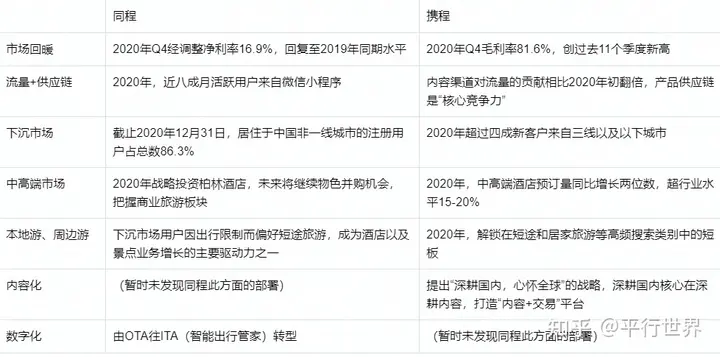 同程
携程
市场回暖
2020年Q4经调整净利率16.9%，回复至2019年同期水平
2020年Q4毛利率81.6%，创过去11个季度新高
流量+供应链
2020年，近八成月活跃用户来自微信小程序
内容渠道对流量的贡献相比2020年初翻倍，产品供应链
是“核心竞争力”
下沉市场
截止2020年12月31日，居住于中国非一线城市的注册用
户占总数86.3%
2020年超过四成新客户来自三线以及以下城市
中高端市场
2020年战略投资柏林酒店，未来将继续物色并购机会，
把握商业旅游板块
2020年，中高端酒店预订量同比增长两位数，超行业水
平15-20%
本地游、周边游
下沉市场用户因出行限制而偏好短途旅游，成为酒店以及
景点业务增长的主要驱动力之一
2020年，解锁在短途和居家旅游等高频搜索类别中的短
板
内容化
（暂时未发现同程此方面的部署）
提出“深耕国内，心怀全球”的战略，深耕国内核心在深
耕内容，打造“内容+交易”平台
数字化
由OTA往ITA（智能出行管家）转型
（暂时未发现同程此方面的部署）
知乎 @平行世界